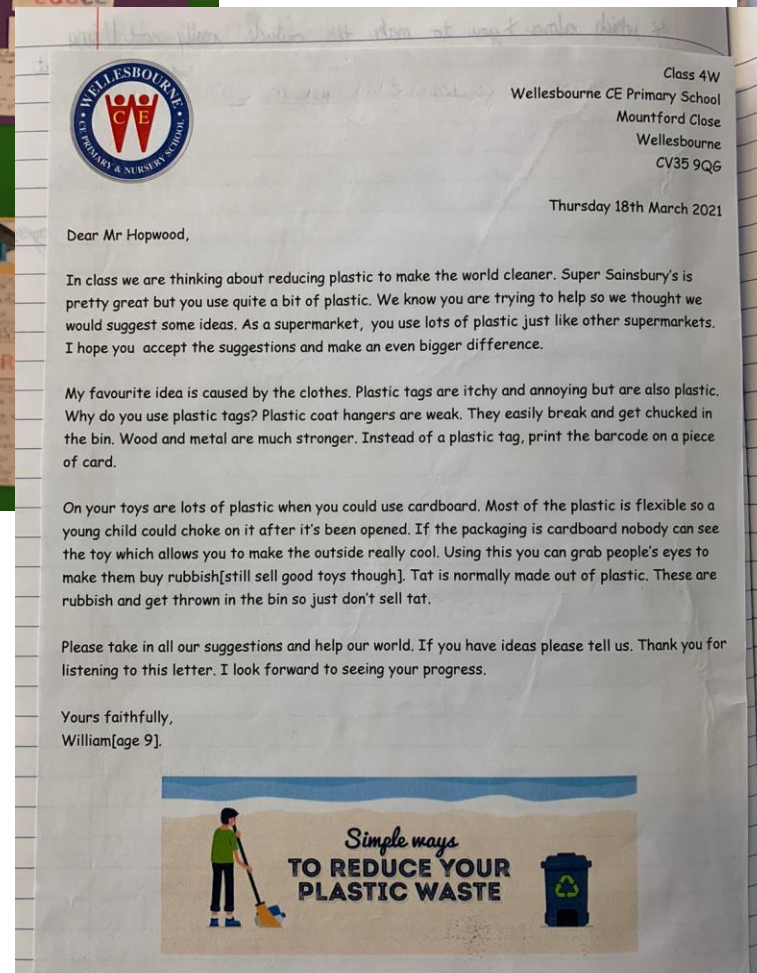 WELLESBOURNE
C E
CE PRIMARY & NURSERY SCHOOL
Class 4W
Wellesbourne CE Primary School
Mountford Close
Wellesbourne
CV35 9QG
Thursday 18th March 2021
Dear Mr Hopwood,
In class we are thinking about reducing plastic to make the world cleaner. Super Sainsbury's is
pretty great but you use quite a bit of plastic. We know you are trying to help so we thought we
would suggest some ideas. As a supermarket, you use lots of plastic just like other supermarkets.
I hope you accept the suggestions and make an even bigger difference.
My favourite idea is caused by the clothes. Plastic tags are itchy and annoying but are also plastic.
Why do you use plastic tags? Plastic coat hangers are weak. They easily break and get chucked in
the bin. Wood and metal are much stronger. Instead of a plastic tag, print the barcode on a piece
of card.
On your toys are lots of plastic when you could use cardboard. Most of the plastic is flexible so a
young child could choke on it after it's been opened. If the packaging is cardboard nobody can see
the toy which allows you to make the outside really cool. Using this you can grab people's eyes to
make them buy rubbish[still sell good toys though]. Tat is normally made out of plastic. These are
rubbish and get thrown in the bin so just don't sell tat.
Please take in all our suggestions and help our world. If you have ideas please tell us. Thank you for
listening to this letter. I look forward to seeing your progress.
Yours faithfully,
William[age 9].
Simple ways
TO REDUCE YOUR
PLASTIC WASTE